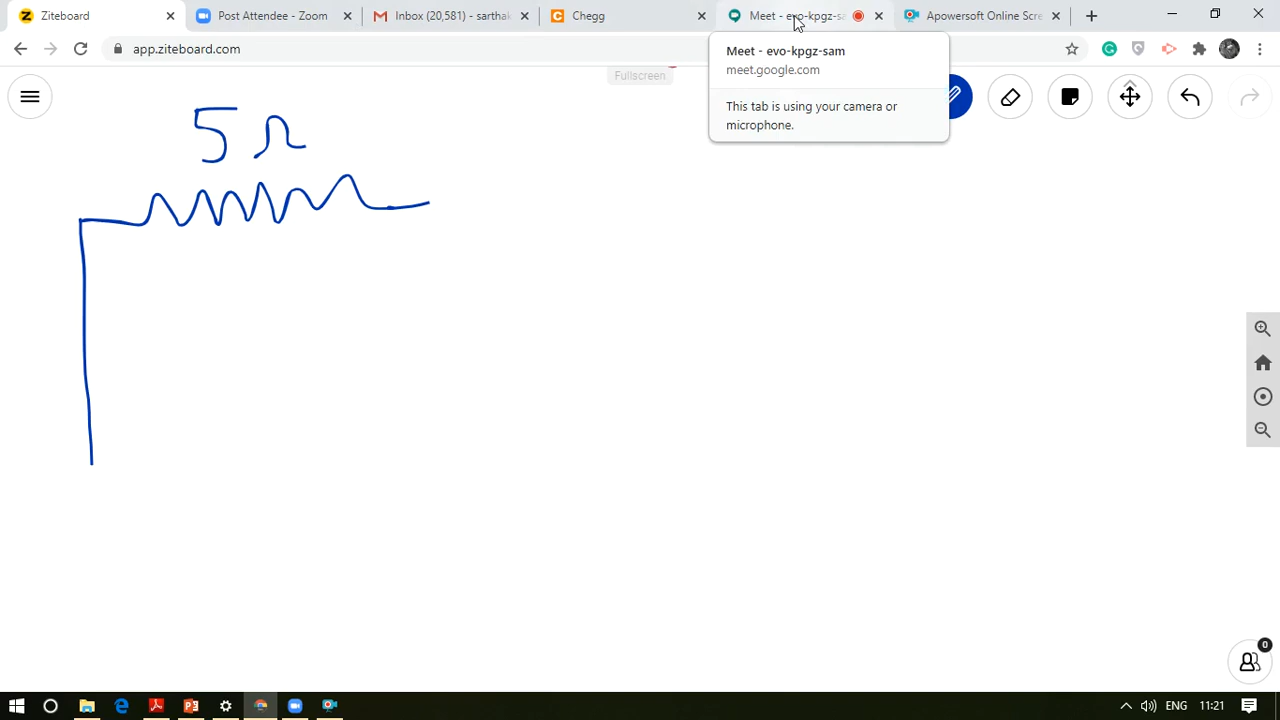 Ziteboard
Post Attendee - Zoom
Inbox (20,581) - sarthak
Chegg
Meet - evo-kpgz-sa
Apowersoft Online Scre
app.ziteboard.com
Meet - evo-kpgz-sam
meet.google.com
This tab is using your camera or
microphone.
Fullscreen
5 Ω
0
ENG
11:21